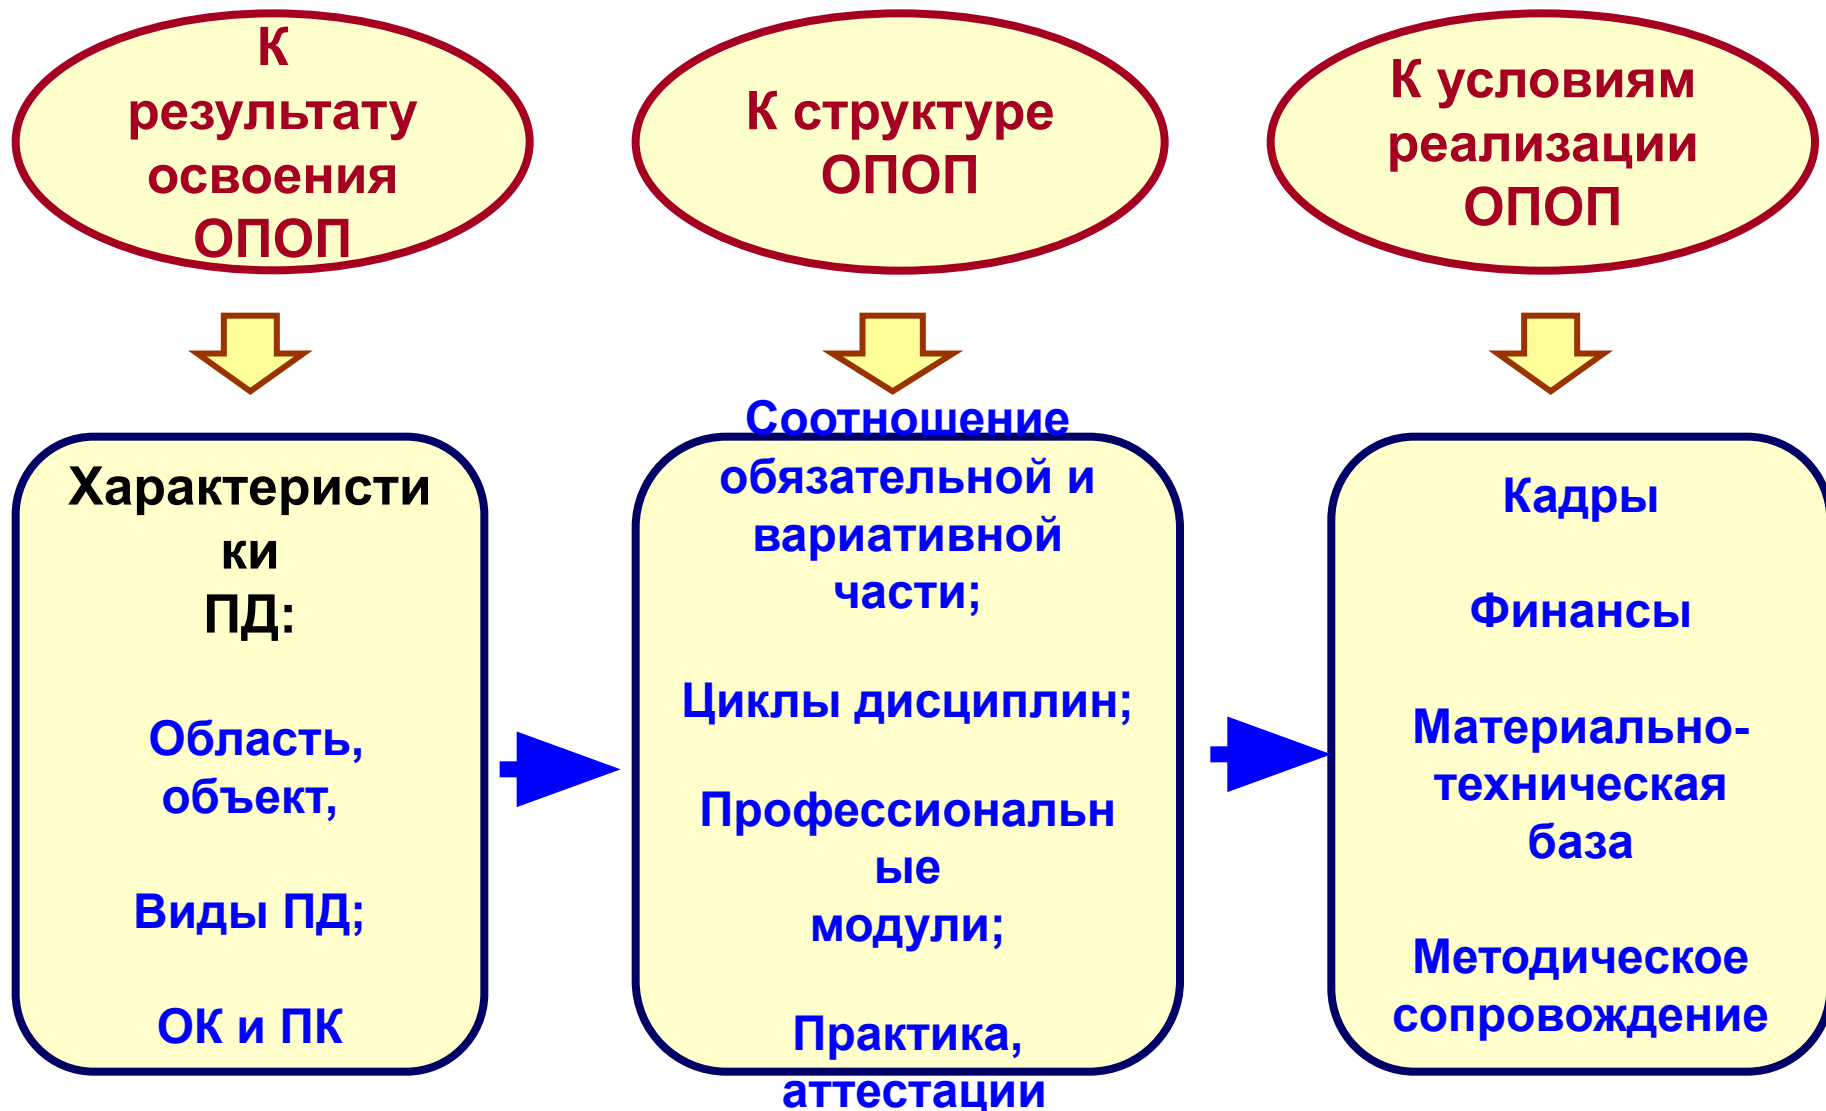 К
результату
освоения
ОПОП
К структуре
ОПОП
К условиям
реализации
ОПОП
Характеристи
ки
ПД:
Область,
объект,
Виды ПД;
ОК и ПК
Соотношение
обязательной и
вариативной
части;
Циклы дисциплин;
Профессиональн
ые
модули;
Практика,
аттестации
Кадры
Финансы
Материально-
техническая
база
Методическое
сопровождение